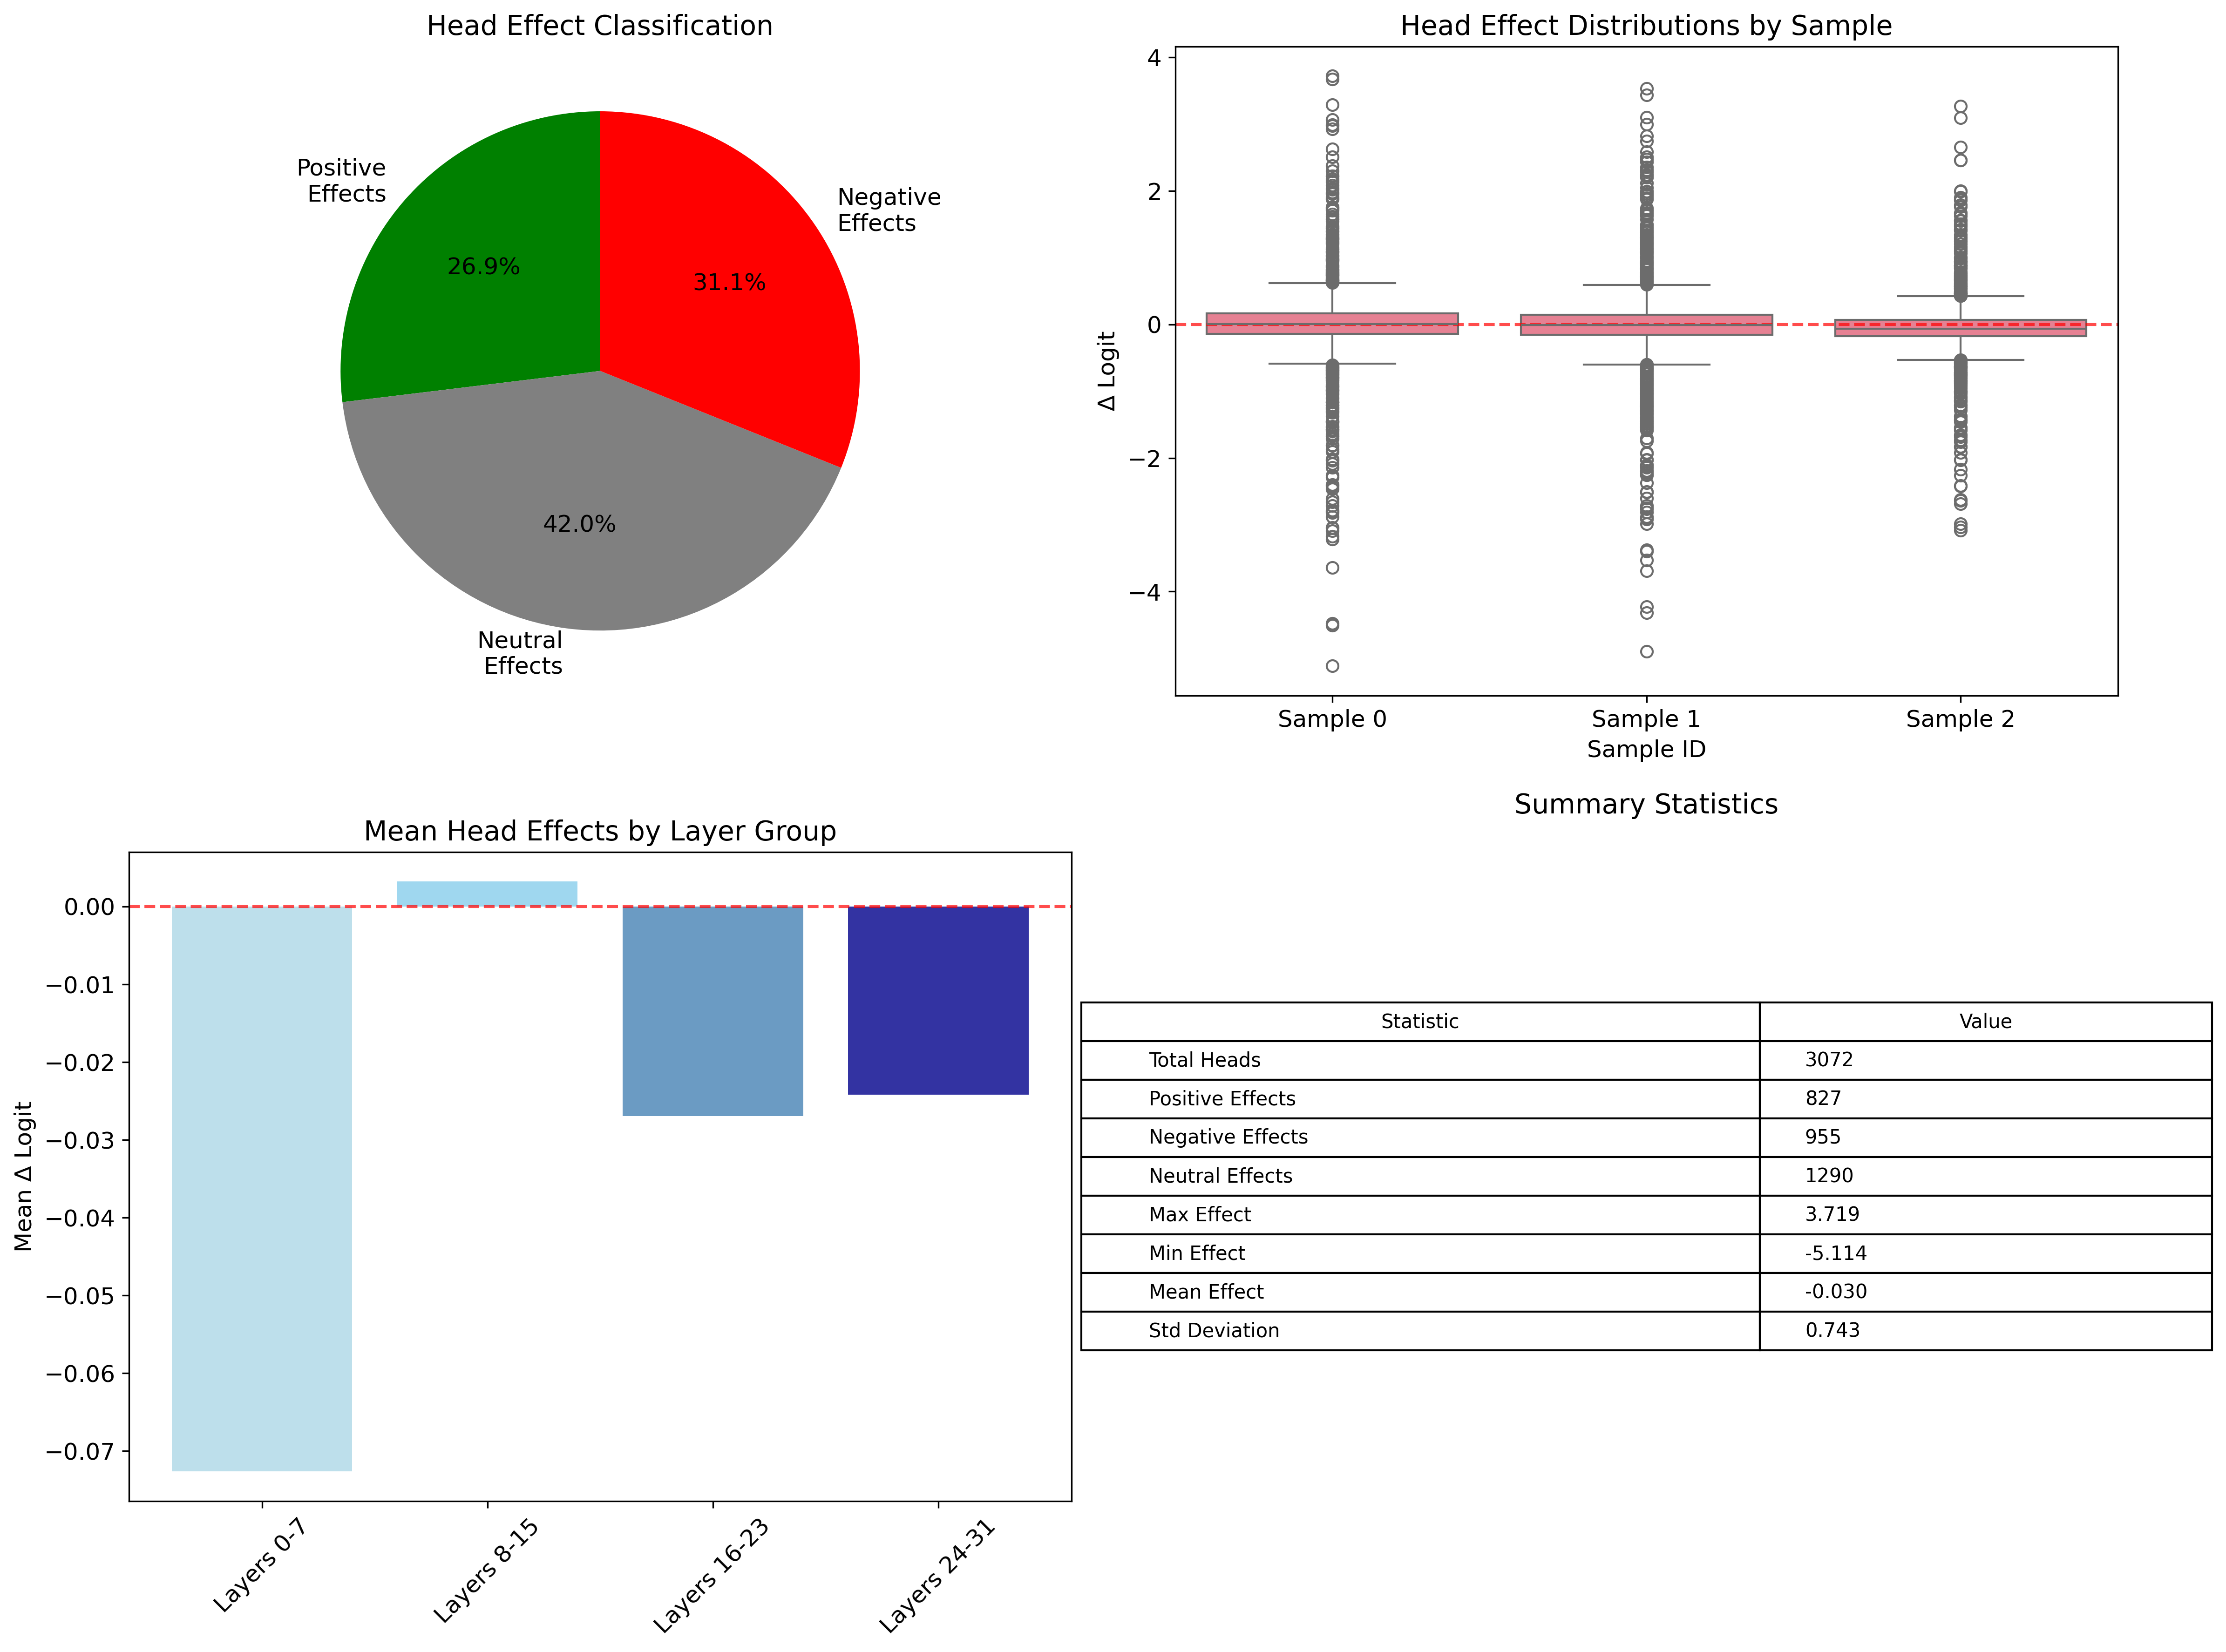 Head Effect Classification
Positive
Effects
Negative
Effects
26.9%
31.1%
42.0%
Neutral
Effects
Head Effect Distributions by Sample
4
2
0
−2
−4
Δ Logit
Sample 0
Sample 1
Sample 2
Sample ID
Mean Head Effects by Layer Group
0.00
−0.01
−0.02
−0.03
−0.04
−0.05
−0.06
−0.07
Mean Δ Logit
Layers 0-7
Layers 8-15
Layers 16-23
Layers 24-31
Summary Statistics
Statistic Value
Total Heads 3072
Positive Effects 827
Negative Effects 955
Neutral Effects 1290
Max Effect 3.719
Min Effect -5.114
Mean Effect -0.030
Std Deviation 0.743